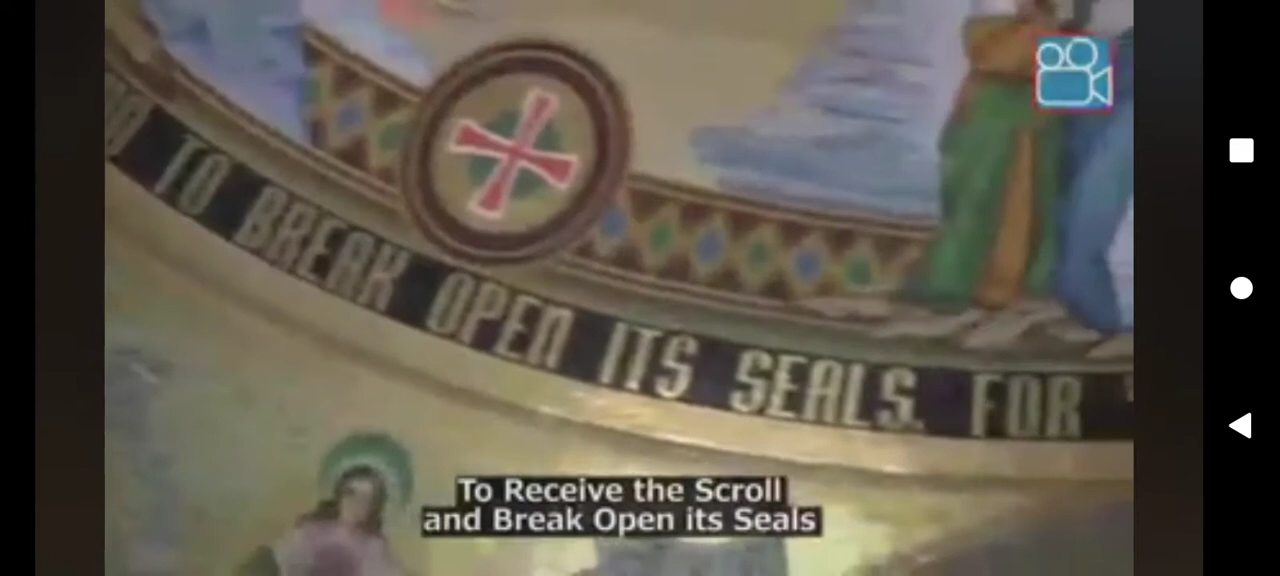 TO BREAK OPEN ITS SEALS. FOR
To Receive the Scroll
and Break Open its Seals